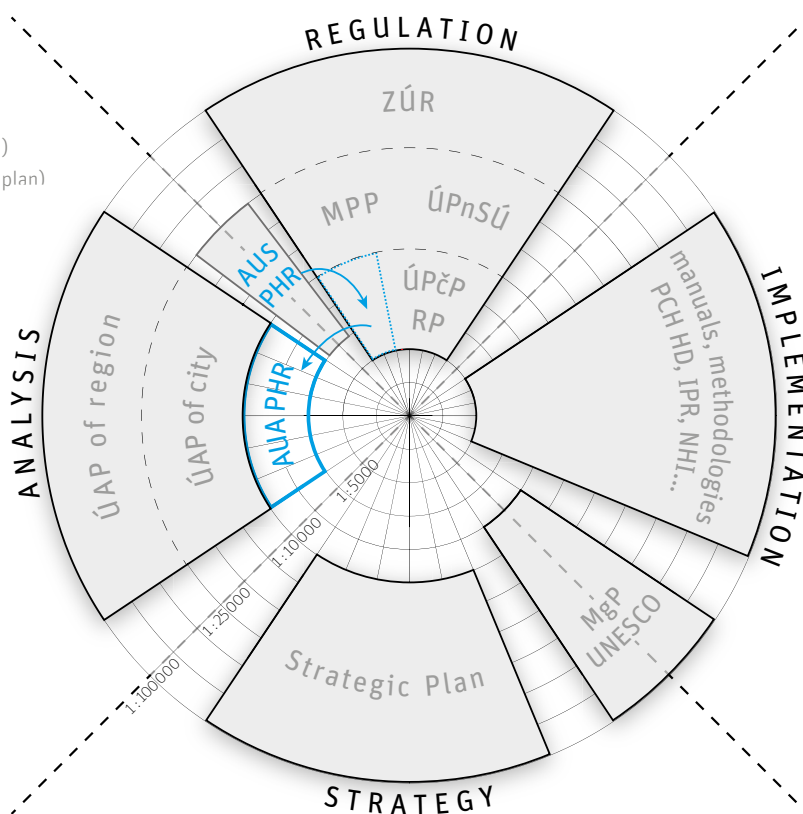 REGULATION
ZÚR
)
plan)
MPP
ÚPnSÚ
AUS
PHR
ÚPčP
RP
IMPLEMENTATION
manuals, methodologies
PCH HD, IPR, NHI...
ANALYSIS
ÚAP of region
ÚAP of city
AUA PHR
1:5000
1:10000
1:25000
1:100000
MgP
UNESCO
Strategic Plan
STRATEGY